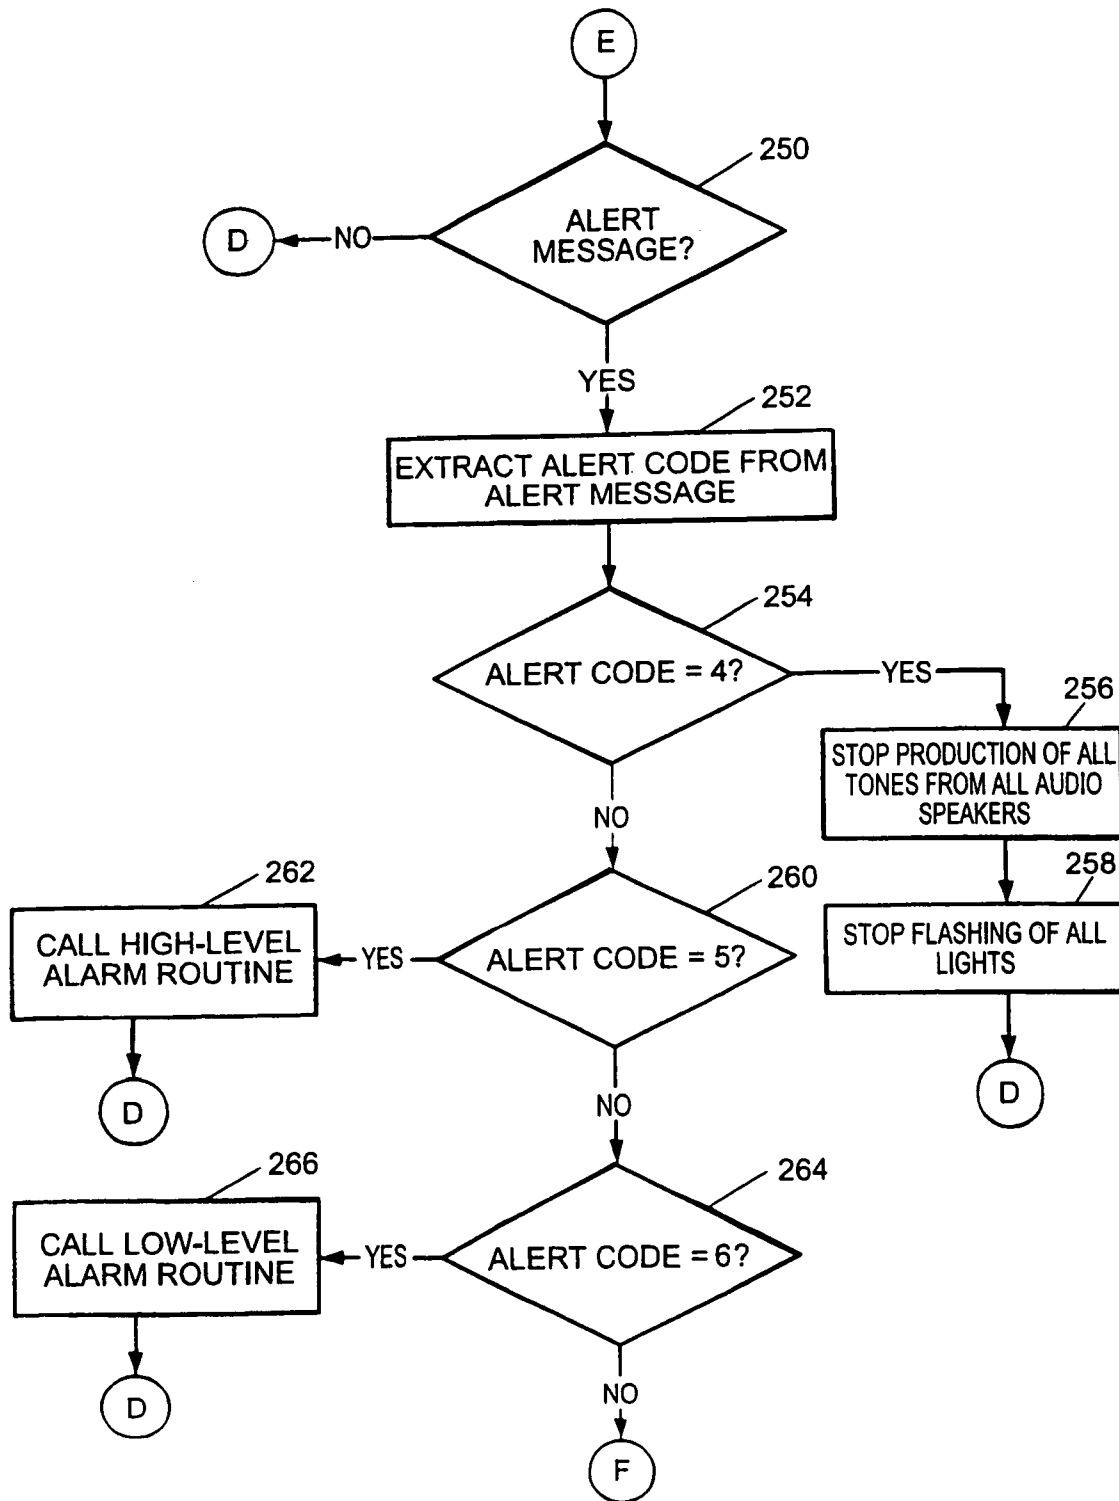 E
250
ALERT
MESSAGE?
NO
D
YES
252
EXTRACT ALERT CODE FROM
ALERT MESSAGE
254
ALERT CODE = 4?
YES
256
STOP PRODUCTION OF ALL
TONES FROM ALL AUDIO
SPEAKERS
NO
258
STOP FLASHING OF ALL
LIGHTS
D
260
ALERT CODE = 5?
YES
262
CALL HIGH-LEVEL
ALARM ROUTINE
D
NO
264
ALERT CODE = 6?
YES
266
CALL LOW-LEVEL
ALARM ROUTINE
D
NO
F